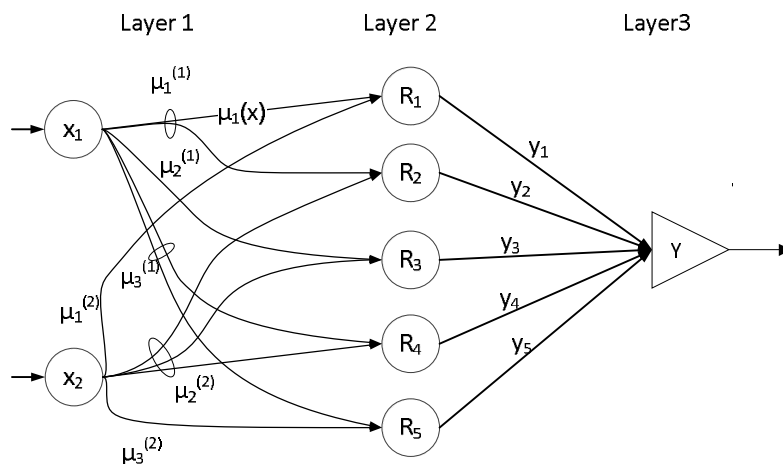 Layer 1 Layer 2 Layer3
μ₁⁽¹⁾
R₁
μ₁(x)
x₁
y₁
μ₂⁽¹⁾
R₂
y₂
y₃
Y
R₃
μ₃⁽¹⁾
y₄
μ₁⁽²⁾
R₄
y₅
x₂
μ₂⁽²⁾
R₅
μ₃⁽²⁾